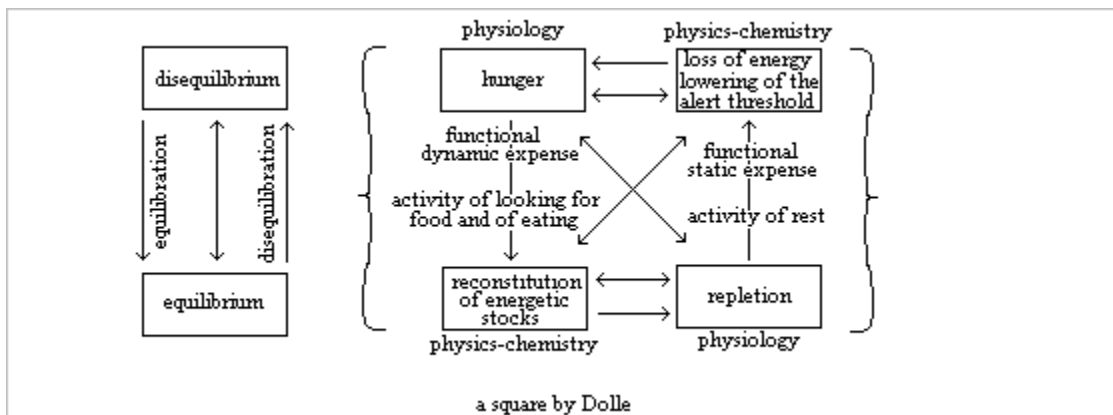 physiology
physics-chemistry
disequilibrium
hunger
loss of energy
lowering of the
alert threshold
equilibration
disequilibration
functional
dynamic expense
functional
static expense
activity of looking for
food and of eating
activity of rest
equilibrium
reconstitution
of energetic
stocks
repletion
physics-chemistry
physiology
a square by Dolle